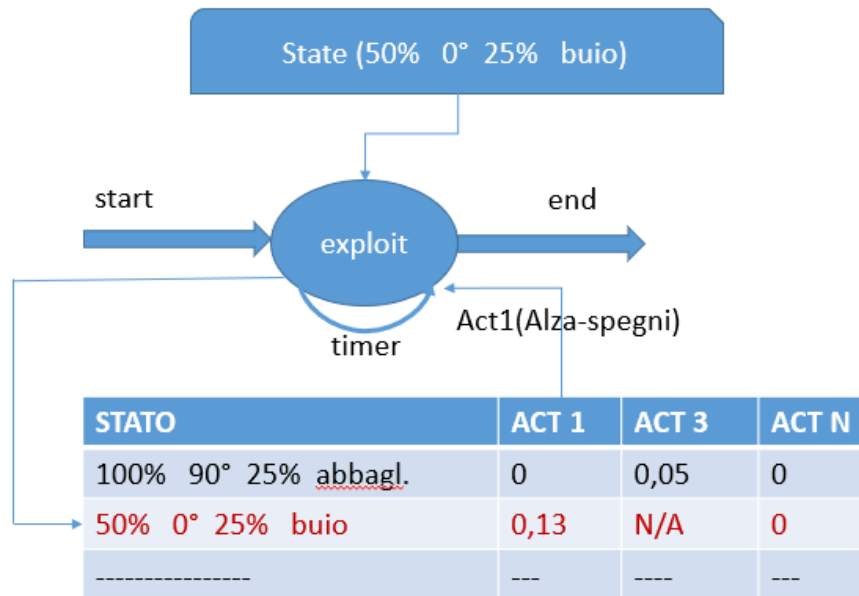 State (50% 0° 25% buio)
start
end
exploit
Act1(Alza-spegni)
timer
STATO ACT 1 ACT 3 ACT N
100% 90° 25% abbagl. 0 0,05 0
50% 0° 25% buio 0,13 N/A 0
---------------- --- ---- ---